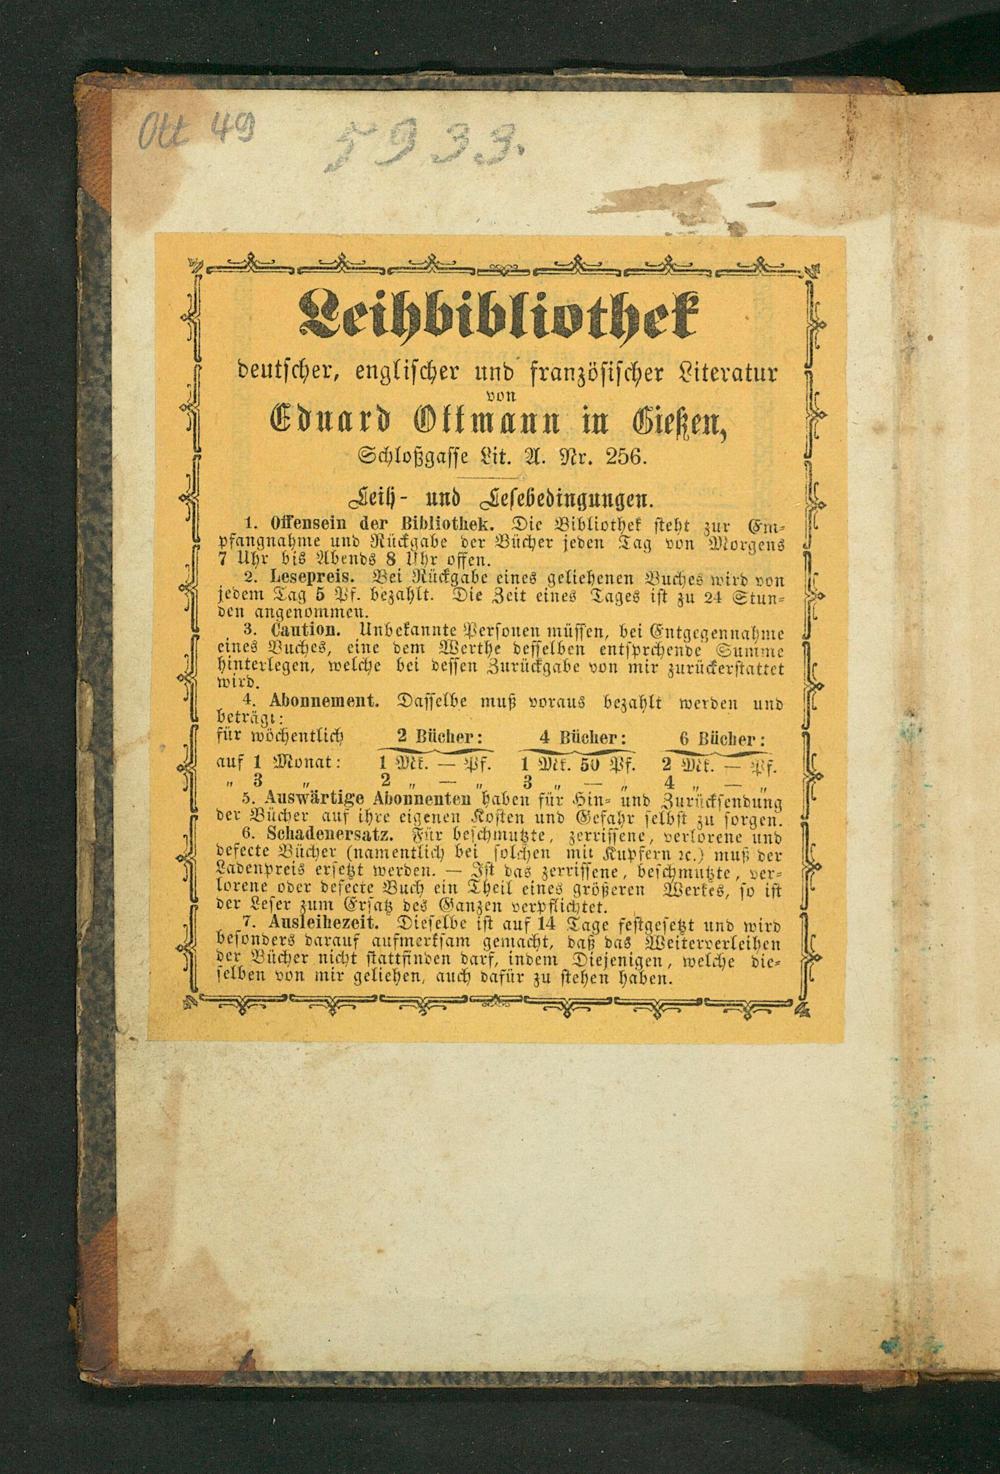 Ott 49
5933.
Leihbibliothek
deutscher, englischer und französischer Literatur
von
Eduard Ottmann in Gießen,
Schloßgasse Lit. A. Nr. 256.
Leih- und Lesebedingungen.
1. Offensein der Bibliothek. Die Bibliothek steht zur Em-
pfangnahme und Rückgabe der Bücher jeden Tag von Morgens
7 Uhr bis Abends 8 Uhr offen.
2. Lesepreis. Bei Rückgabe eines geliehenen Buches wird von
jedem Tag 5 Pf. bezahlt. Die Zeit eines Tages ist zu 24 Stun-
den angenommen.
3. Caution. Unbekannte Personen müssen, bei Entgegennahme
eines Buches, eine dem Werthe desselben entsprchende Summe
hinterlegen, welche bei dessen Zurückgabe von mir zurückerstattet
wird.
4. Abonnement. Dasselbe muß voraus bezahlt werden und
beträgt:
für wöchentlich 2 Bücher: 4 Bücher: 6 Bücher:
auf 1 Monat: 1 Mk. — Pf. 1 Mk. 50 Pf. 2 Mk. — Pf.
„ 3 „ 2 „ — „ 3 „ — „ 4 „ — „
5. Auswärtige Abonnenten haben für Hin- und Zurücksendung
der Bücher auf ihre eigenen Kosten und Gefahr selbst zu sorgen.
6. Schadenersatz. Für beschmutzte, zerrissene, verlorene und
defecte Bücher (namentlich bei solchen mit Kupfern ꝛc.) muß der
Ladenpreis ersetzt werden. — Ist das zerrissene, beschmutzte, ver-
lorene oder defecte Buch ein Theil eines größeren Werkes, so ist
der Leser zum Ersatz des Ganzen verpflichtet.
7. Ausleihezeit. Dieselbe ist auf 14 Tage festgesetzt und wird
besonders darauf aufmerksam gemacht, daß das Weiterverleihen
der Bücher nicht stattfinden darf, indem Diejenigen, welche die-
selben von mir geliehen, auch dafür zu stehen haben.